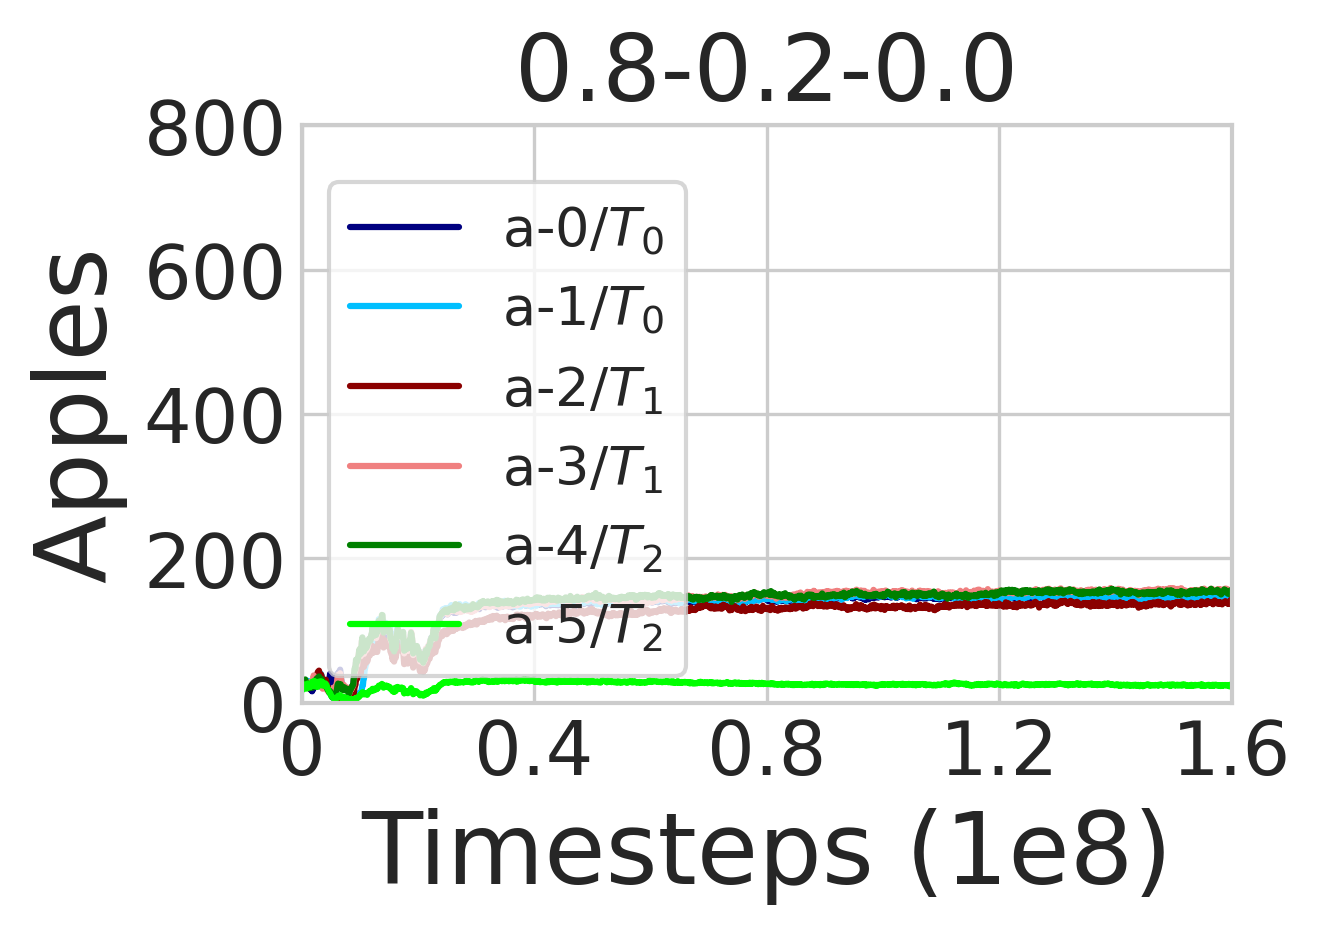 0.8-0.2-0.0
800
600
400
200
0
Apples
a-0/T₀
a-1/T₀
a-2/T₁
a-3/T₁
a-4/T₂
a-5/T₂
0 0.4 0.8 1.2 1.6
Timesteps (1e8)